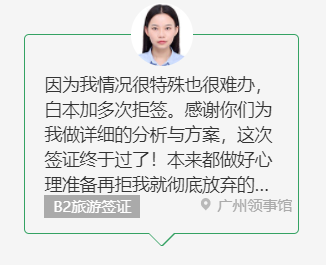 因为我情况很特殊也很难办，
白本加多次拒签。感谢你们为
我做详细的分析与方案，这次
签证终于过了！本来都做好心
理准备再拒我就彻底放弃的...
B2旅游签证 广州领事馆